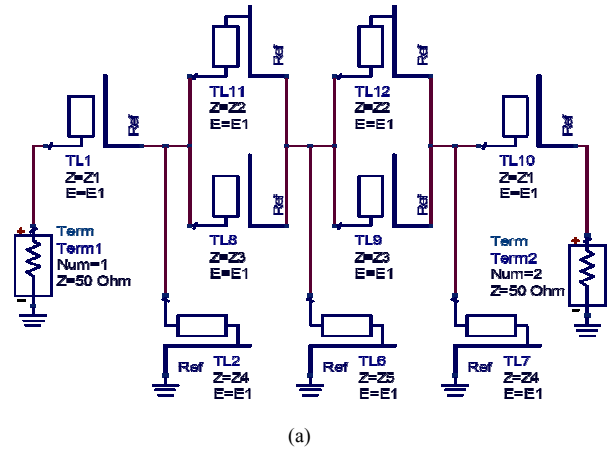 Ref
Ref
TL11
Z=Z2
E=E1
TL12
Z=Z2
E=E1
Ref
Ref
TL1
Z=Z1
E=E1
TL10
Z=Z1
E=E1
Ref
Ref
TL8
Z=Z3
E=E1
TL9
Z=Z3
E=E1
+
Term
Term1
Num=1
Z=50 Ohm
-
+
Term
Term2
Num=2
Z=50 Ohm
-
Ref
TL2
Z=Z4
E=E1
Ref
TL6
Z=Z5
E=E1
Ref
TL7
Z=Z4
E=E1
(a)